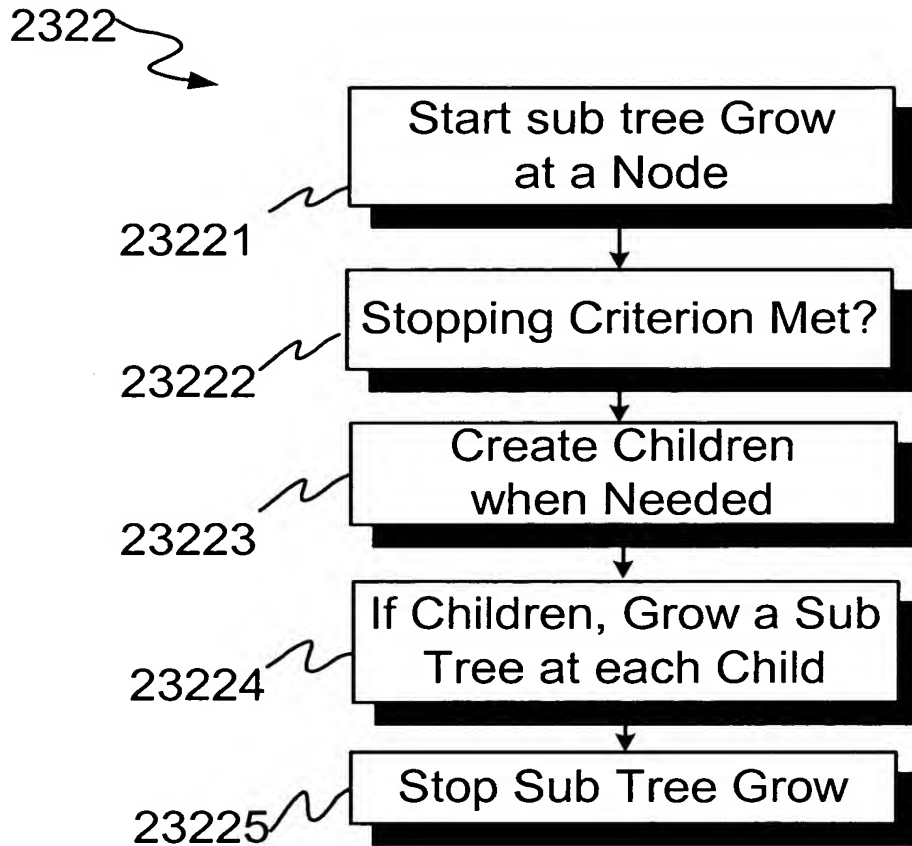 2322
Start sub tree Grow
at a Node
23221
Stopping Criterion Met?
23222
Create Children
when Needed
23223
If Children, Grow a Sub
Tree at each Child
23224
Stop Sub Tree Grow
23225